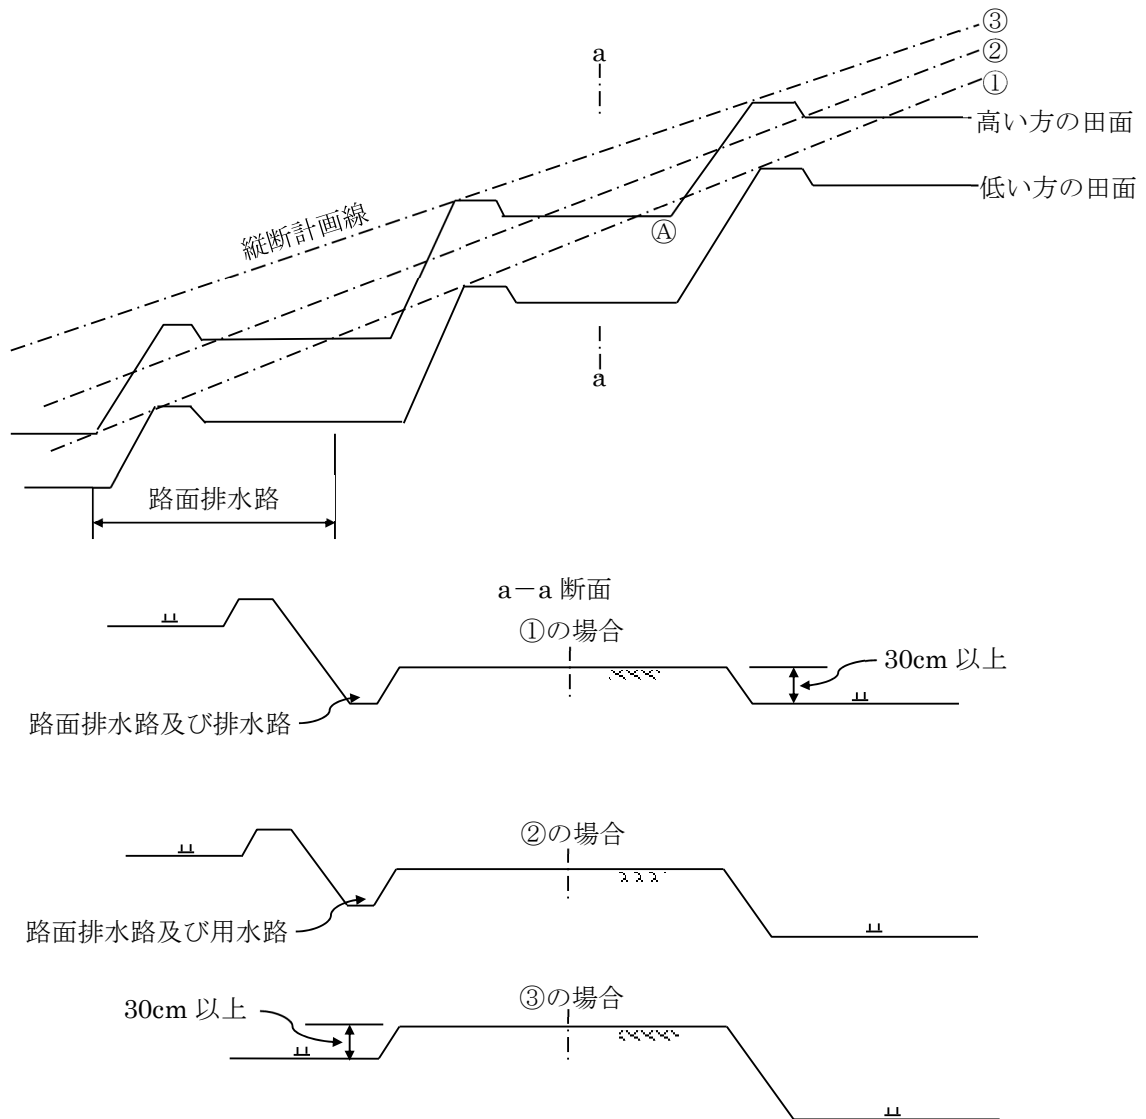 ③
②
①
a
高い方の田面
低い方の田面
縦断計画線
Ⓐ
a
路面排水路
a－a 断面
①の場合
30cm 以上
路面排水路及び排水路
②の場合
路面排水路及び用水路
③の場合
30cm 以上